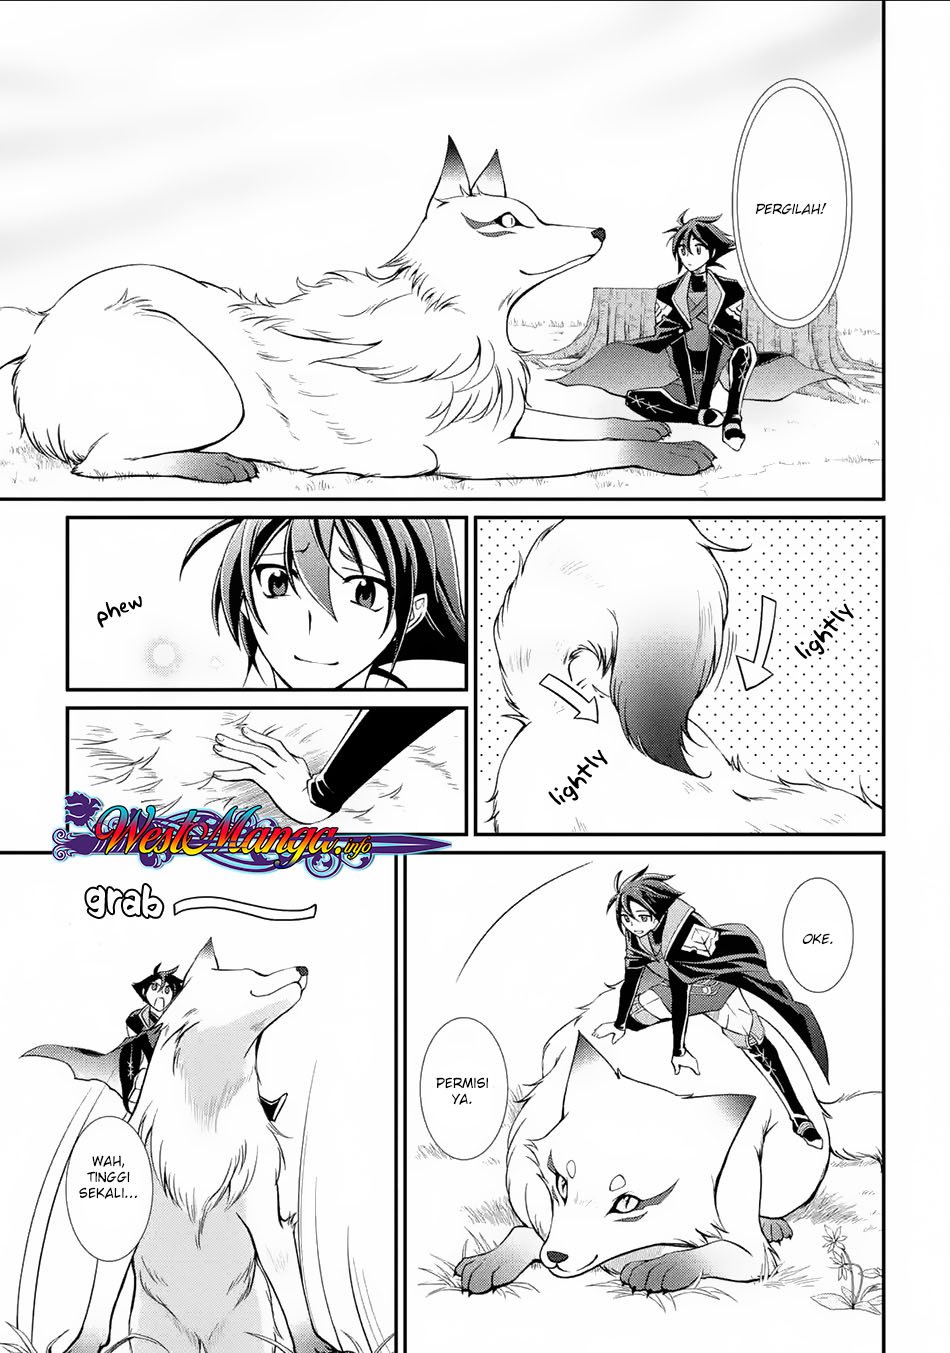 PERGILAH!
lightly
lightly
phew
WestManga.info
OKE.
PERMISI
YA.
grab
WAH,
TINGGI
SEKALI...